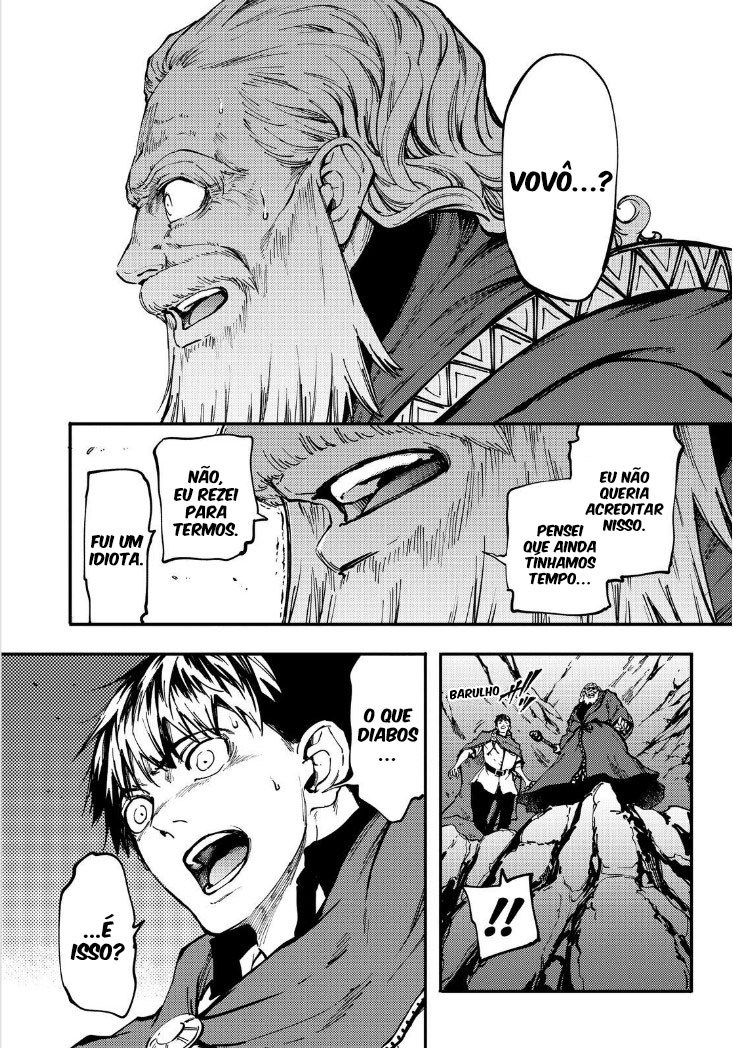 VOVÔ...?
EU NÃO
QUERIA
ACREDITAR
NISSO.
PENSEI
QUE AINDA
TÍNHAMOS
TEMPO...
NÃO,
EU REZEI
PARA
TERMOS.
FUI UM
IDIOTA.
BARULHO
!!
O QUE
DIABOS
...
...É
ISSO?